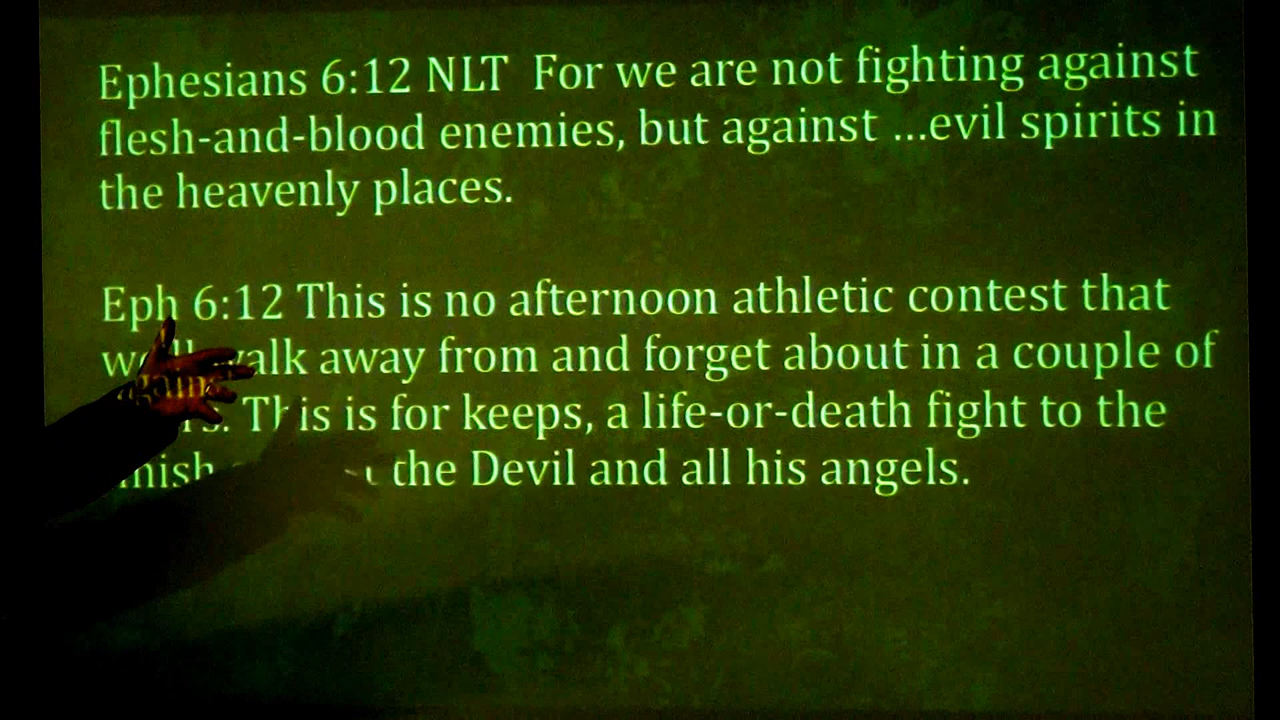 Ephesians 6:12 NLT For we are not fighting against
flesh-and-blood enemies, but against ...evil spirits in
the heavenly places.
Eph 6:12 This is no afternoon athletic contest that
walk away from and forget about in a couple of
This is for keeps, a life-or-death fight to the
the Devil and all his angels.